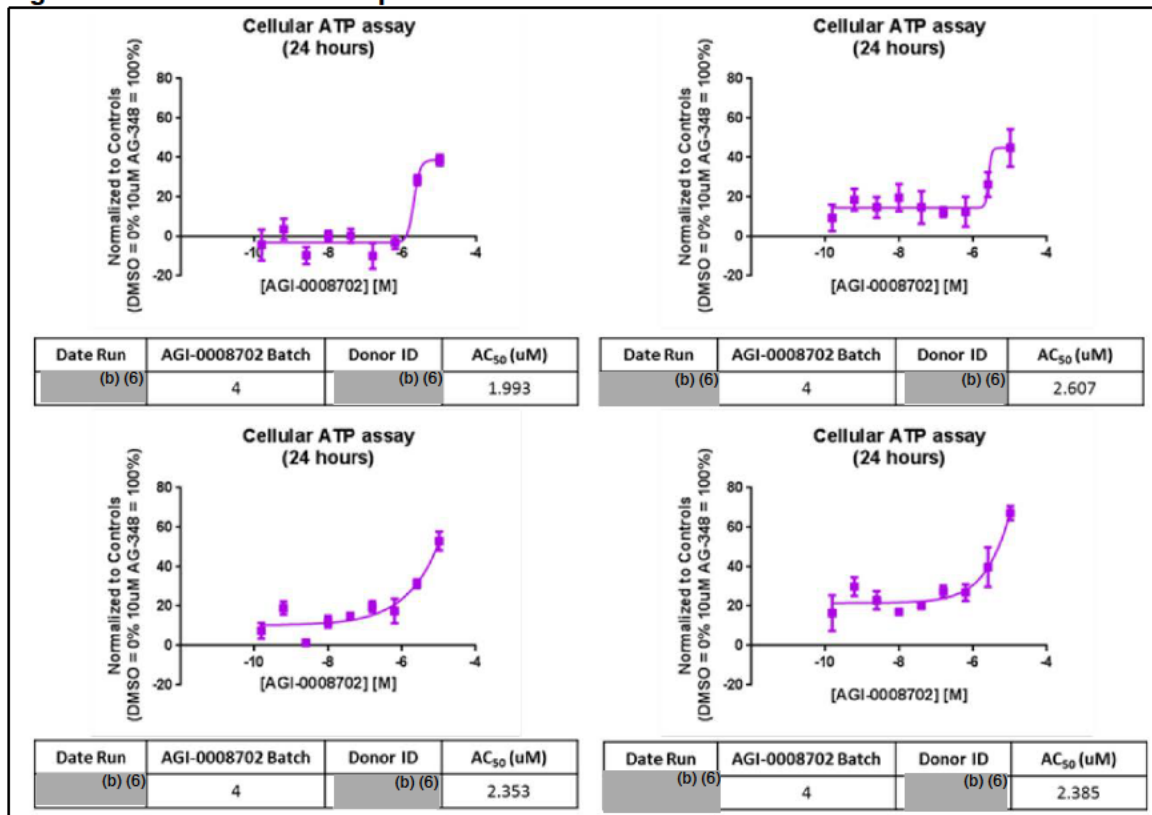 Cellular ATP assay
(24 hours)
Normalized to Controls
(DMSO = 0% 10uM AG-348 = 100%)
80
60
40
20
0
-20
-10
-8
-6
-4
[AGI-0008702] [M]
Date Run AGI-0008702 Batch Donor ID AC50 (uM)
(b) (6) 4 (b) (6) 1.993
Cellular ATP assay
(24 hours)
Normalized to Controls
(DMSO = 0% 10uM AG-348 = 100%)
80
60
40
20
0
-20
-10
-8
-6
-4
[AGI-0008702] [M]
Date Run AGI-0008702 Batch Donor ID AC50 (uM)
(b) (6) 4 (b) (6) 2.607
Cellular ATP assay
(24 hours)
Normalized to Controls
(DMSO = 0% 10uM AG-348 = 100%)
80
60
40
20
0
-20
-10
-8
-6
-4
[AGI-0008702] [M]
Date Run AGI-0008702 Batch Donor ID AC50 (uM)
(b) (6) 4 (b) (6) 2.353
Cellular ATP assay
(24 hours)
Normalized to Controls
(DMSO = 0% 10uM AG-348 = 100%)
80
60
40
20
0
-20
-10
-8
-6
-4
[AGI-0008702] [M]
Date Run AGI-0008702 Batch Donor ID AC50 (uM)
(b) (6) 4 (b) (6) 2.385